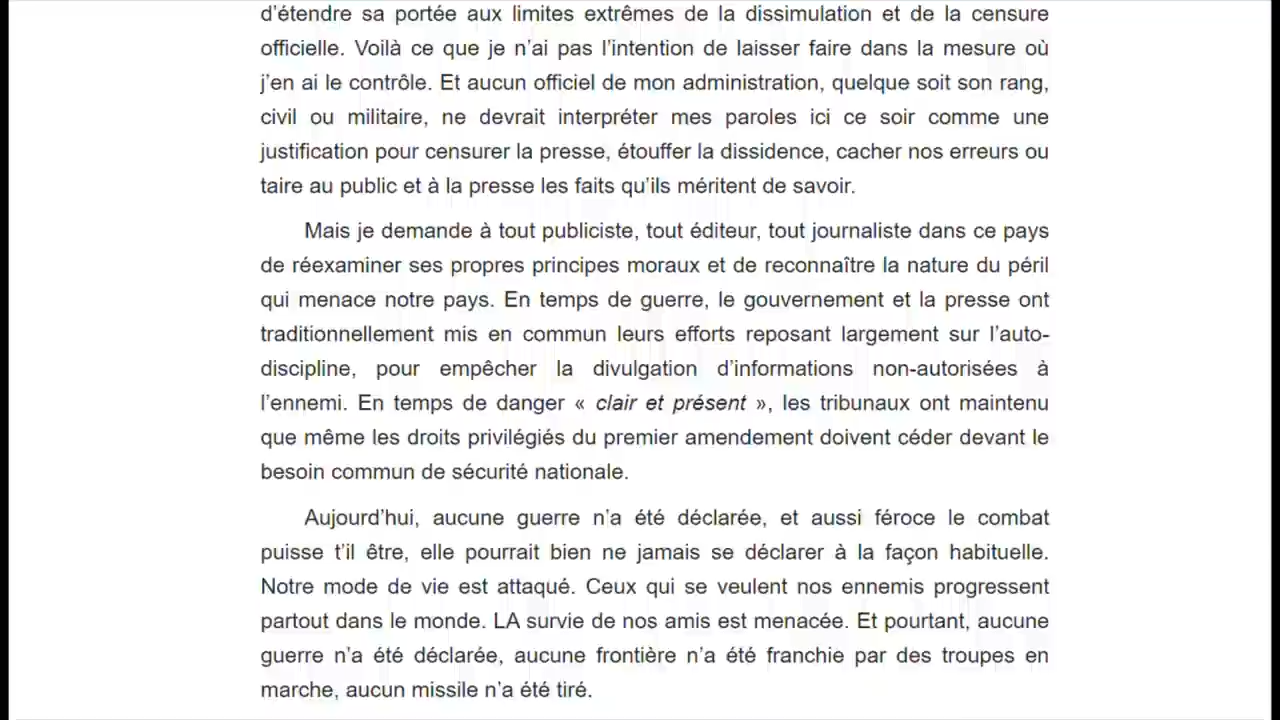 d’étendre sa portée aux limites extrêmes de la dissimulation et de la censure
officielle. Voilà ce que je n’ai pas l’intention de laisser faire dans la mesure où
j’en ai le contrôle. Et aucun officiel de mon administration, quelque soit son rang,
civil ou militaire, ne devrait interpréter mes paroles ici ce soir comme une
justification pour censurer la presse, étouffer la dissidence, cacher nos erreurs ou
taire au public et à la presse les faits qu’ils méritent de savoir.
Mais je demande à tout publiciste, tout éditeur, tout journaliste dans ce pays
de réexaminer ses propres principes moraux et de reconnaître la nature du péril
qui menace notre pays. En temps de guerre, le gouvernement et la presse ont
traditionnellement mis en commun leurs efforts reposant largement sur l’auto-
discipline, pour empêcher la divulgation d’informations non-autorisées à
l’ennemi. En temps de danger « clair et présent », les tribunaux ont maintenu
que même les droits privilégiés du premier amendement doivent céder devant le
besoin commun de sécurité nationale.
Aujourd’hui, aucune guerre n’a été déclarée, et aussi féroce le combat
puisse t’il être, elle pourrait bien ne jamais se déclarer à la façon habituelle.
Notre mode de vie est attaqué. Ceux qui se veulent nos ennemis progressent
partout dans le monde. LA survie de nos amis est menacée. Et pourtant, aucune
guerre n’a été déclarée, aucune frontière n’a été franchie par des troupes en
marche, aucun missile n’a été tiré.